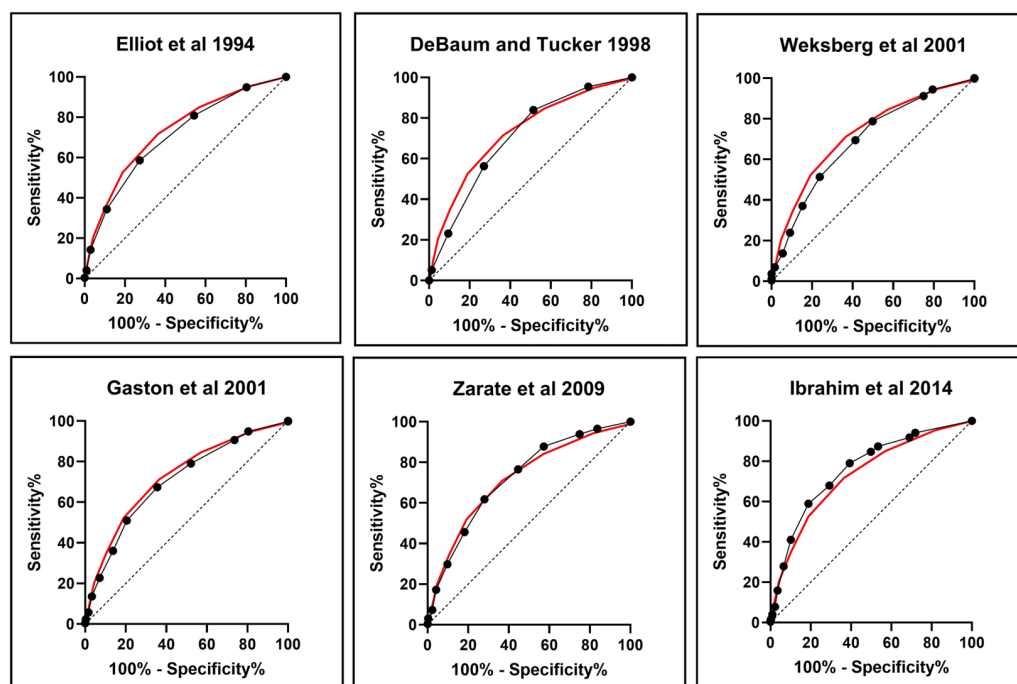 Elliot et al 1994
100
80
60
40
20
0
Sensitivity%
0 20 40 60 80 100
100% - Specificity%
DeBaum and Tucker 1998
100
80
60
40
20
0
Sensitivity%
0 20 40 60 80 100
100% - Specificity%
Weksberg et al 2001
100
80
60
40
20
0
Sensitivity%
0 20 40 60 80 100
100% - Specificity%
Gaston et al 2001
100
80
60
40
20
0
Sensitivity%
0 20 40 60 80 100
100% - Specificity%
Zarate et al 2009
100
80
60
40
20
0
Sensitivity%
0 20 40 60 80 100
100% - Specificity%
Ibrahim et al 2014
100
80
60
40
20
0
Sensitivity%
0 20 40 60 80 100
100% - Specificity%